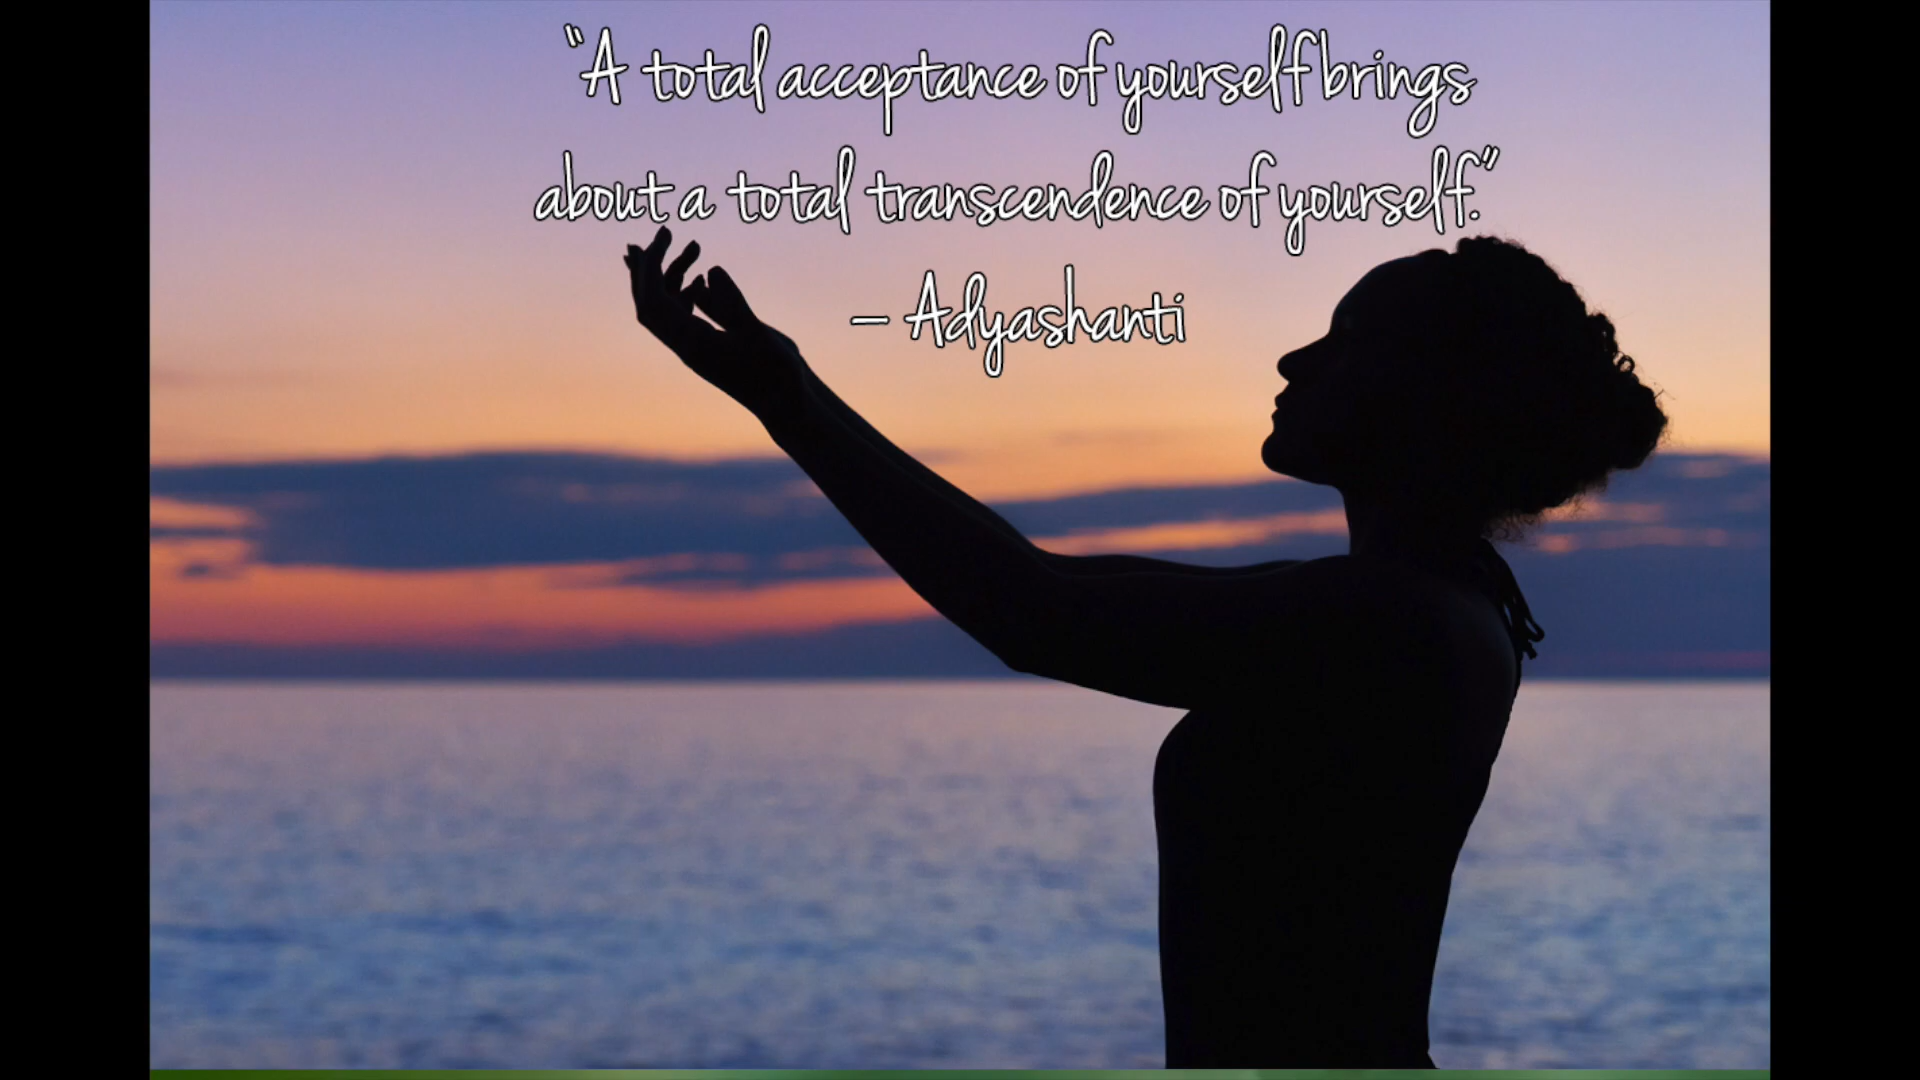 “A total acceptance of yourself brings
about a total transcendence of yourself.”
– Adyashanti